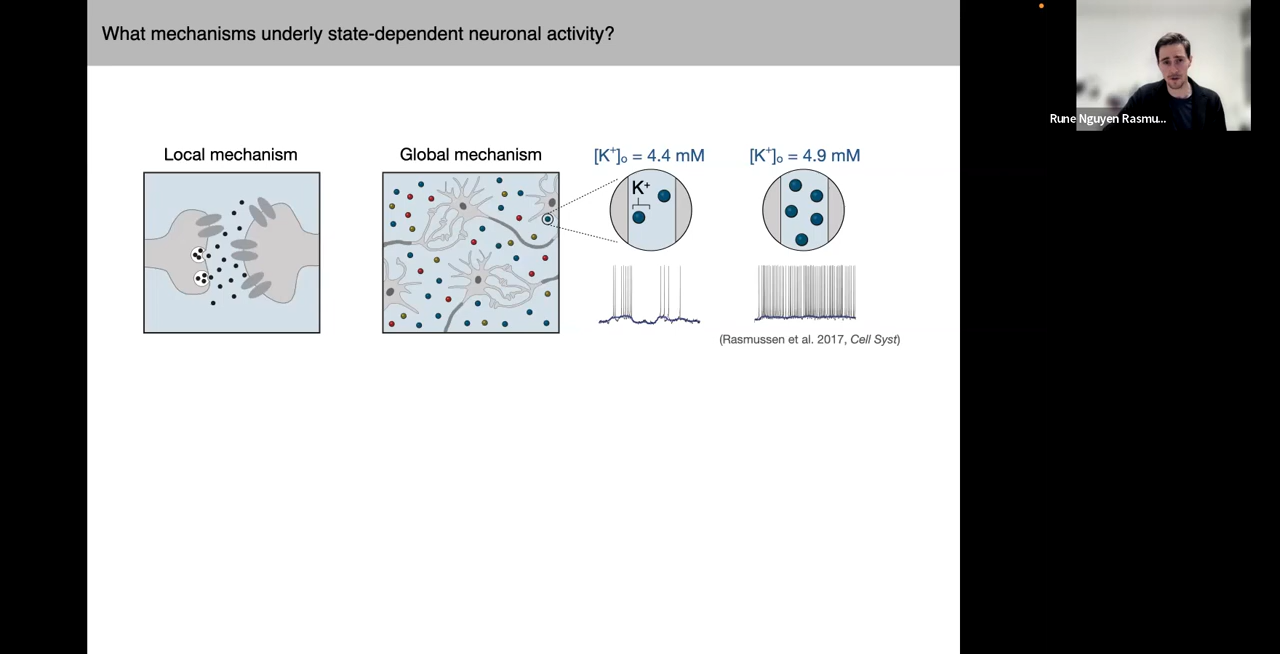 What mechanisms underly state-dependent neuronal activity?
Rune Nguyen Rasmu...
Local mechanism
Global mechanism
[K⁺]ₒ = 4.4 mM
[K⁺]ₒ = 4.9 mM
K⁺
(Rasmussen et al. 2017, Cell Syst)